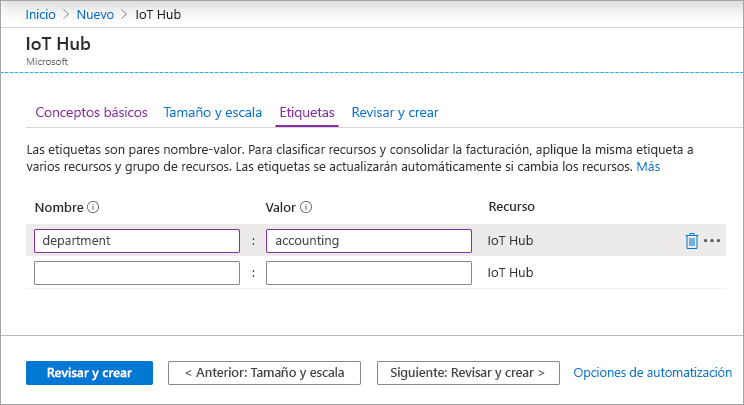 Inicio > Nuevo > IoT Hub
IoT Hub
Microsoft
Conceptos básicos Tamaño y escala Etiquetas Revisar y crear
Las etiquetas son pares nombre-valor. Para clasificar recursos y consolidar la facturación, aplique la misma etiqueta a
varios recursos y grupo de recursos. Las etiquetas se actualizarán automáticamente si cambia los recursos. Más
Nombre Valor Recurso
department : accounting IoT Hub
: IoT Hub
Revisar y crear < Anterior: Tamaño y escala Siguiente: Revisar y crear > Opciones de automatización